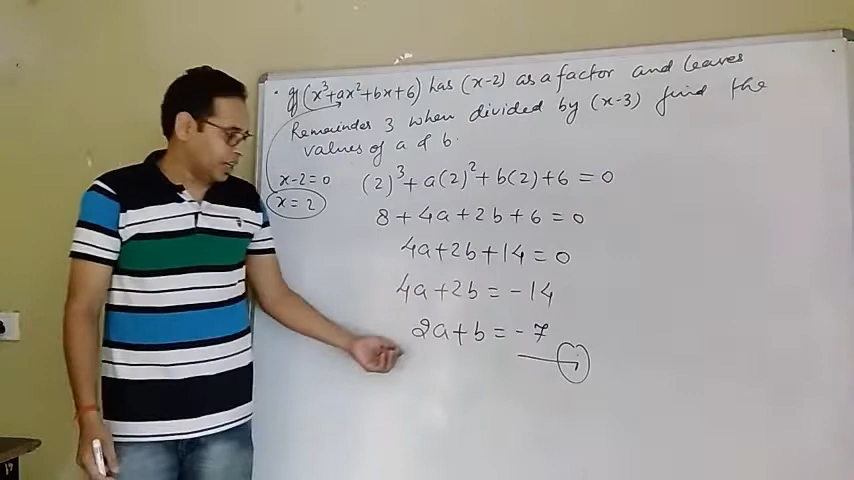 • If (x³+ax²+bx+6) has (x-2) as a factor and leaves
Remainder 3 when divided by (x-3) find the
values of a & b.
x-2=0
x = 2
(2)³ + a(2)² + b(2) + 6 = 0
8 + 4a + 2b + 6 = 0
4a + 2b + 14 = 0
4a + 2b = -14
2a + b = -7